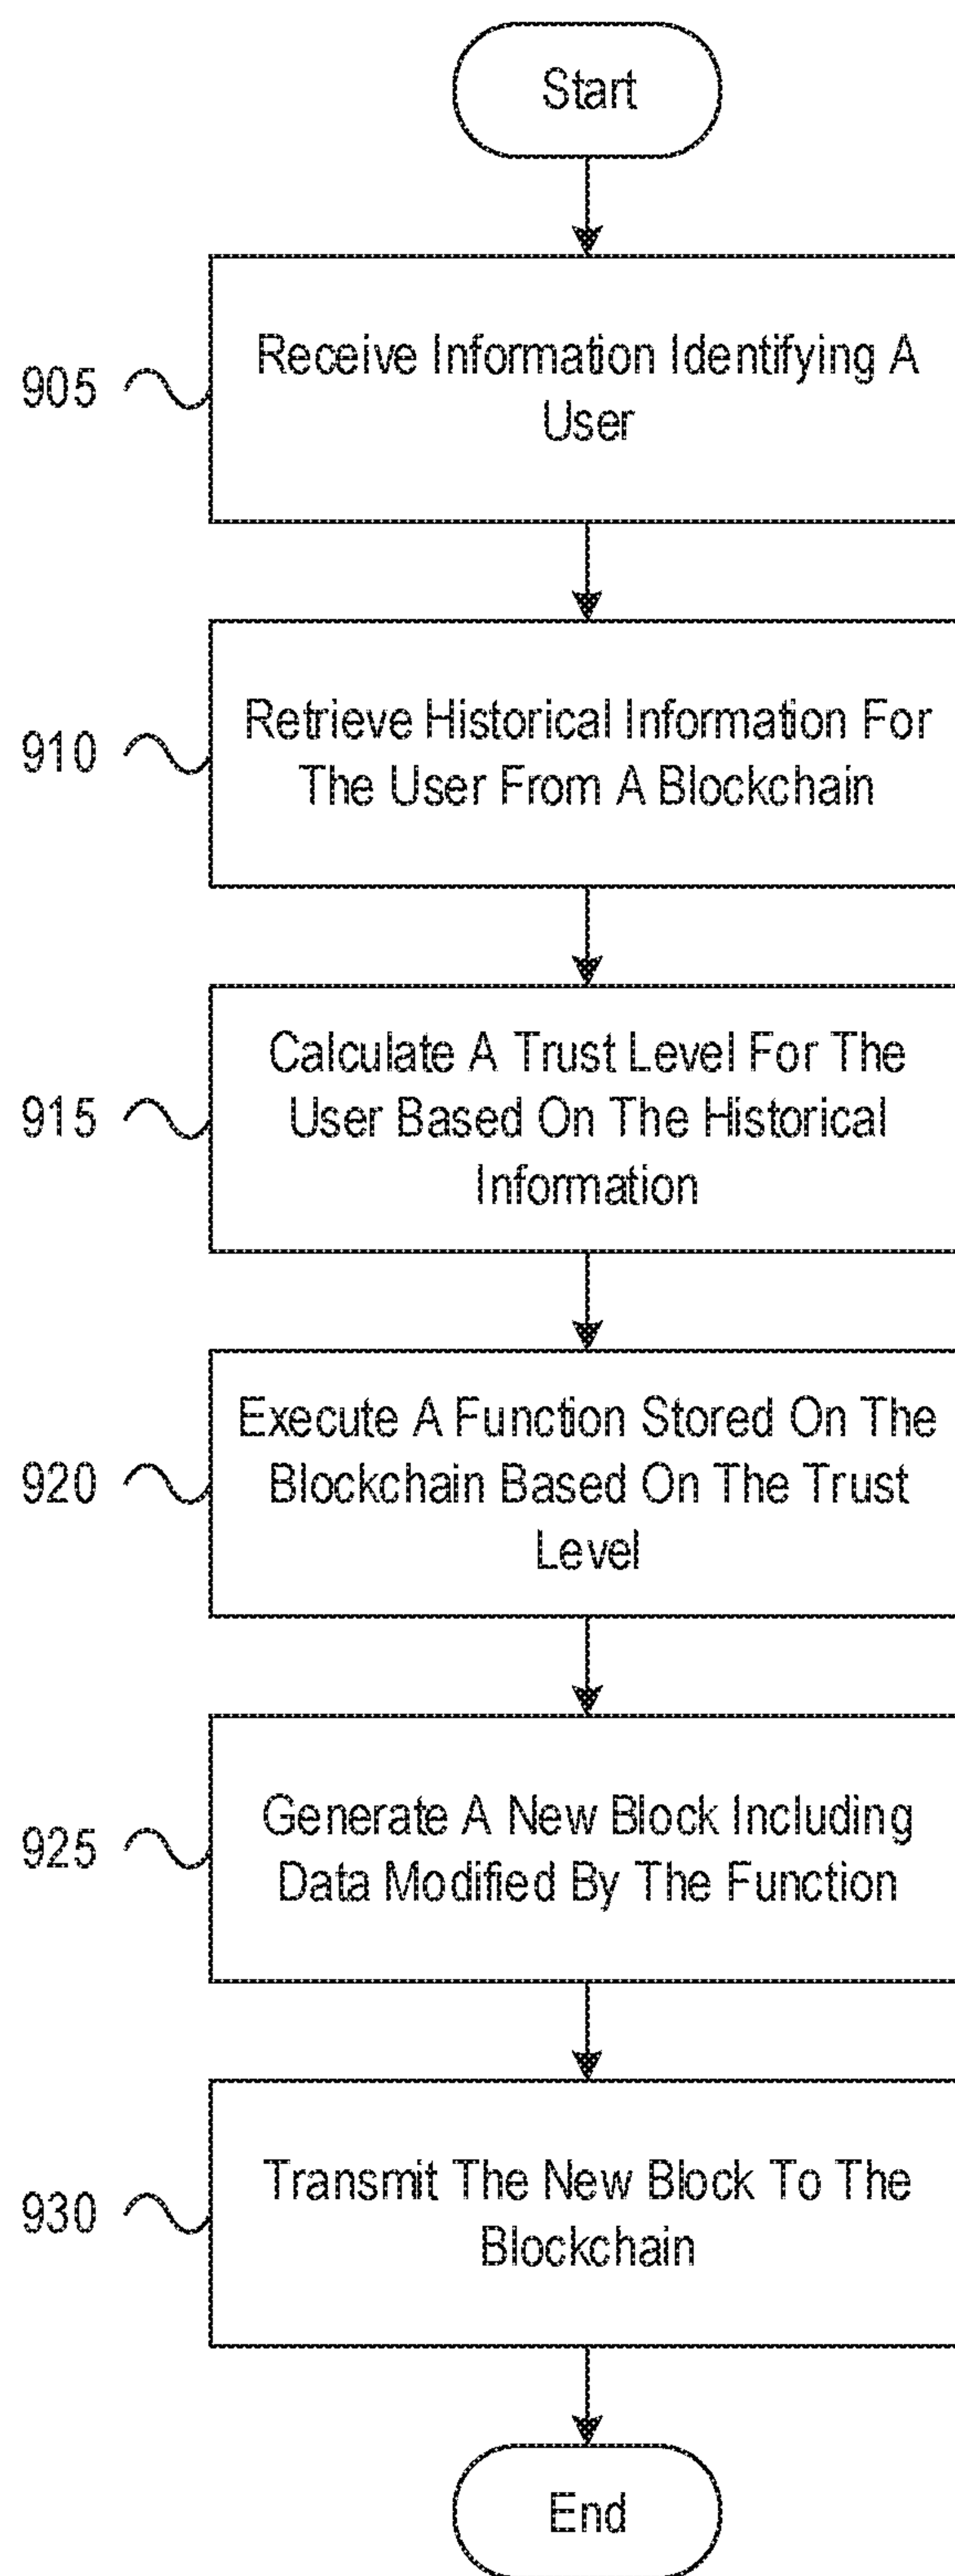 Start
905
Receive Information Identifying A
User
910
Retrieve Historical Information For
The User From A Blockchain
915
Calculate A Trust Level For The
User Based On The Historical
Information
920
Execute A Function Stored On The
Blockchain Based On The Trust
Level
925
Generate A New Block Including
Data Modified By The Function
930
Transmit The New Block To The
Blockchain
End